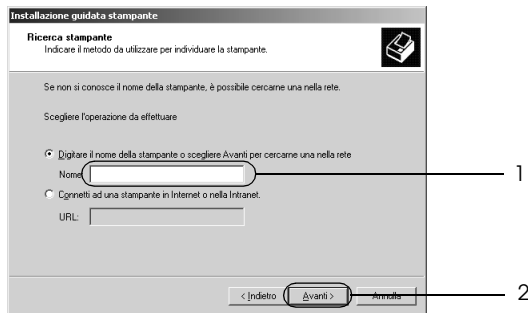 Installazione guidata stampante
Ricerca stampante
Indicare il metodo da utilizzare per individuare la stampante.
Se non si conosce il nome della stampante, è possibile cercarne una nella rete.
Scegliere l'operazione da effettuare
Digitare il nome della stampante o scegliere Avanti per cercarne una nella rete
Nome
1
Connetti ad una stampante in Internet o nella Intranet.
URL:
< Indietro Avanti > Annulla
2